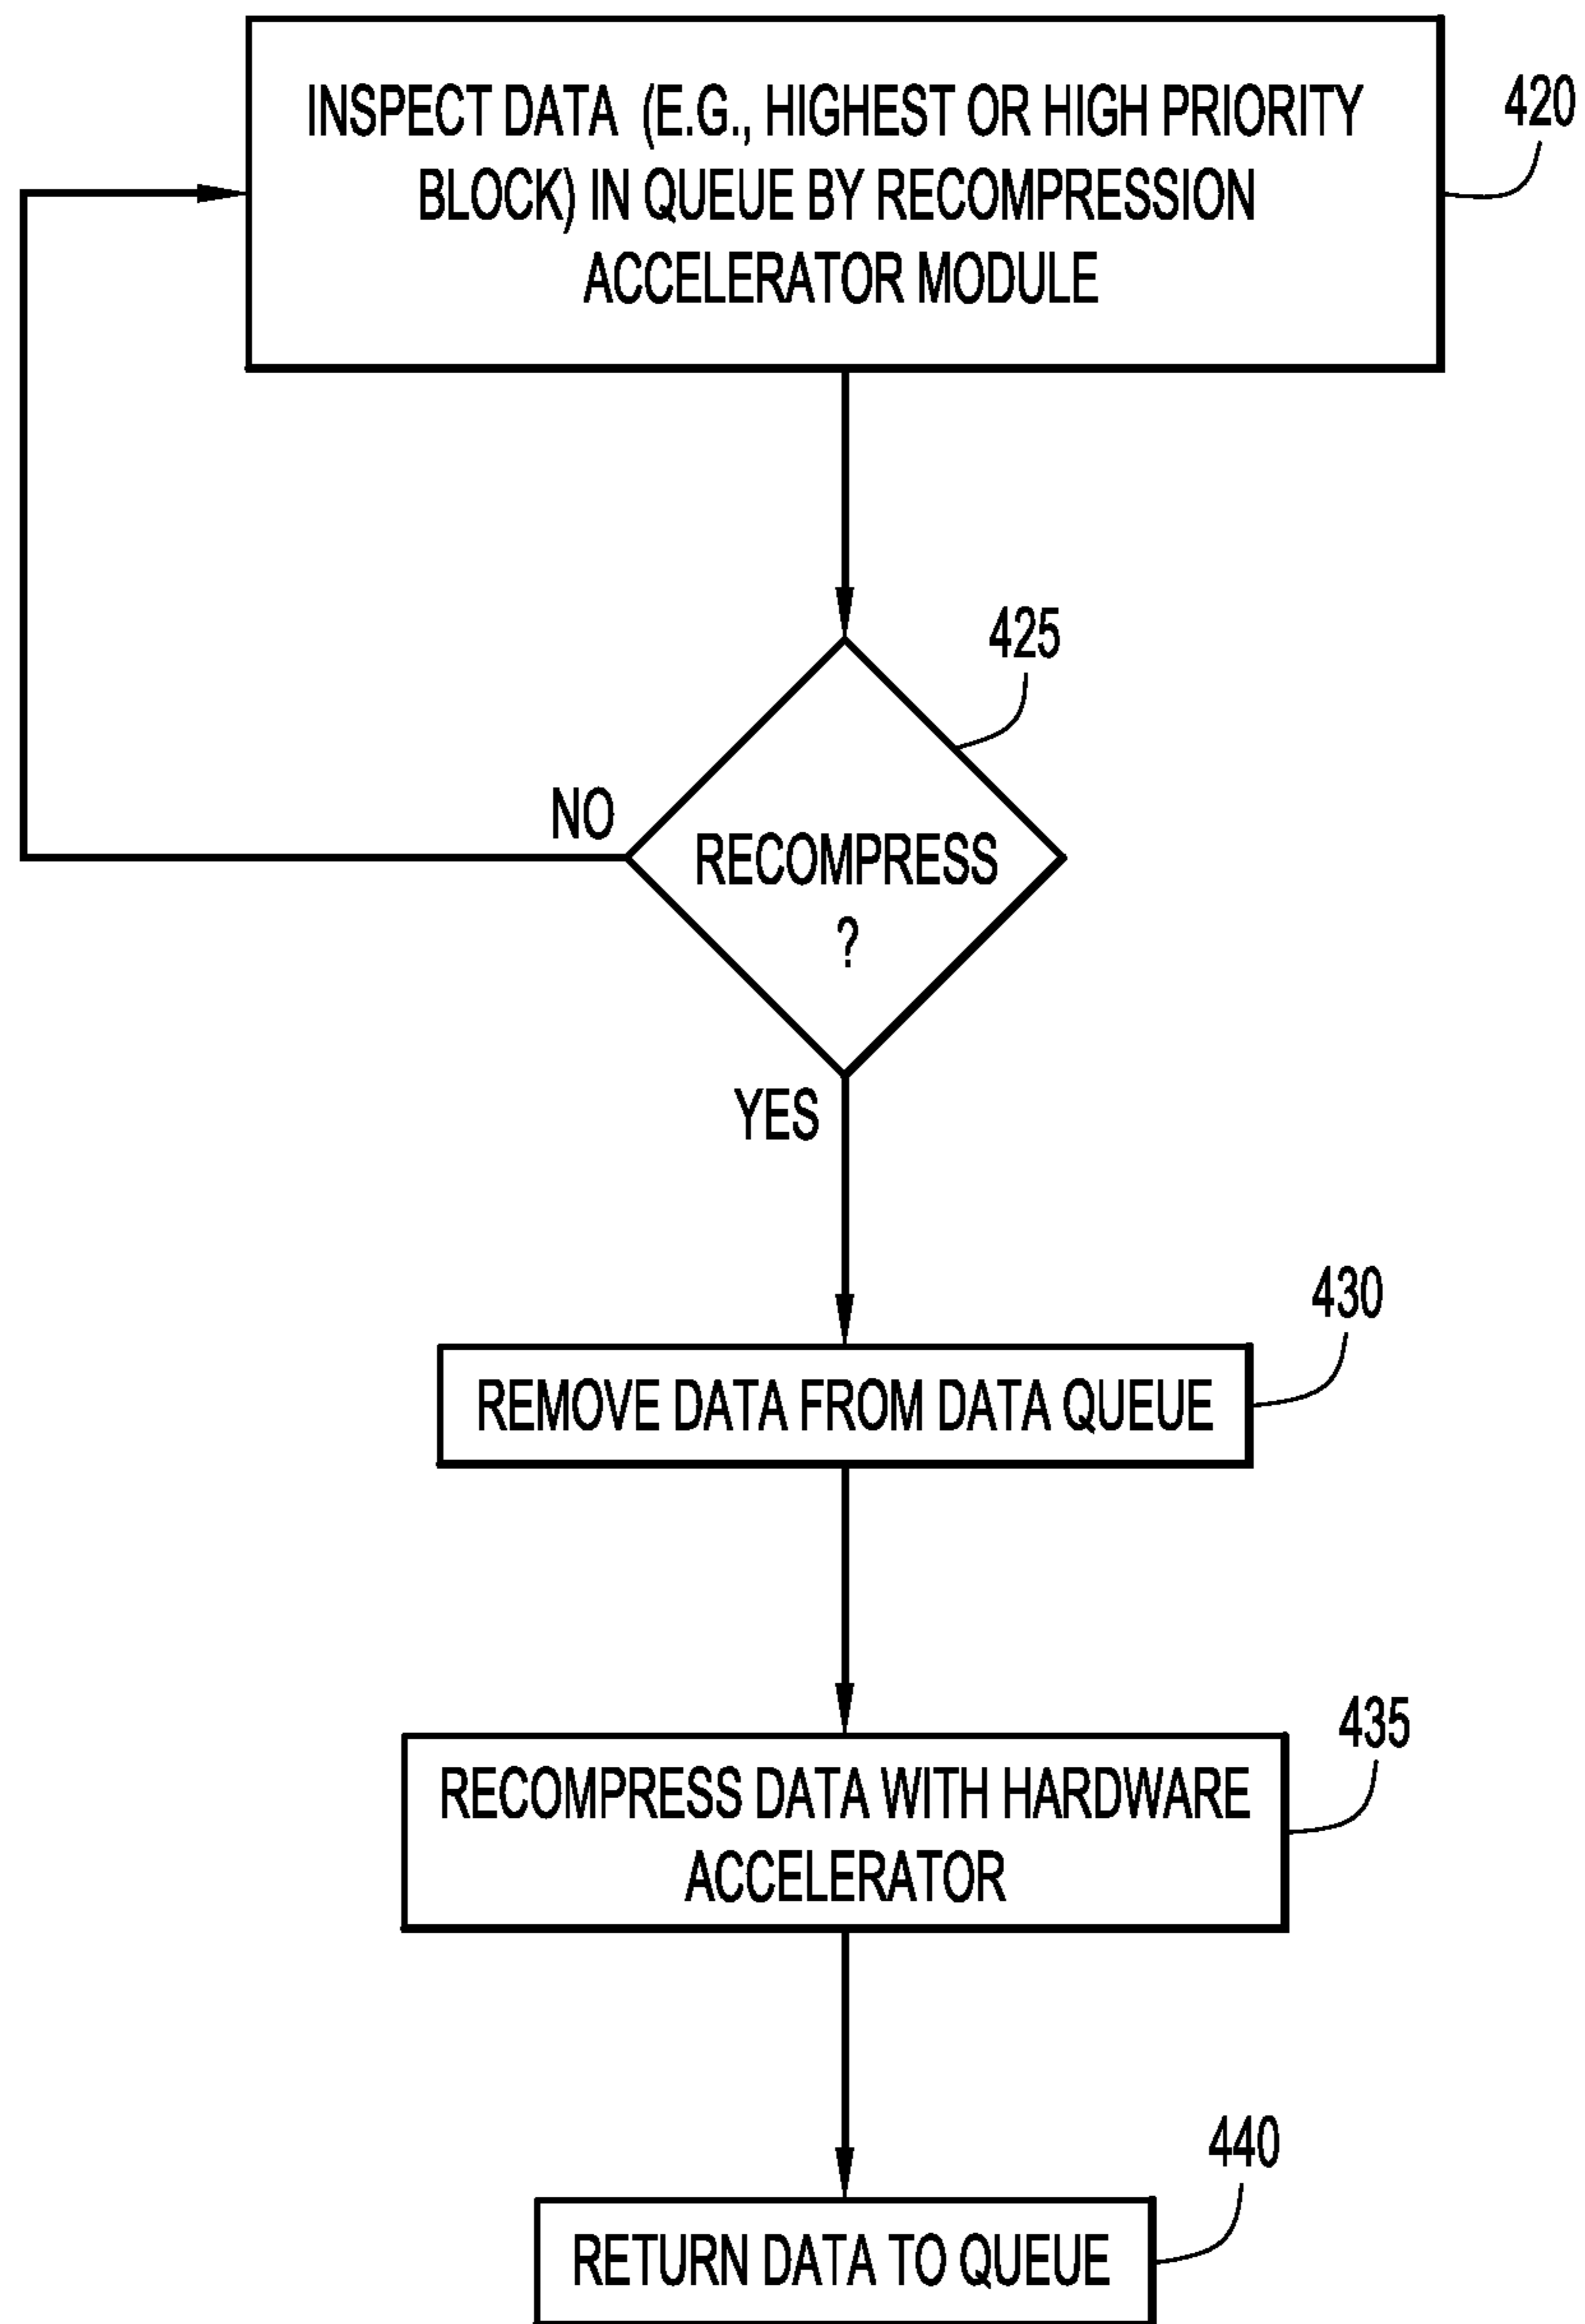 INSPECT DATA (E.G., HIGHEST OR HIGH PRIORITY
BLOCK) IN QUEUE BY RECOMPRESSION
ACCELERATOR MODULE
420
425
NO
RECOMPRESS
?
YES
430
REMOVE DATA FROM DATA QUEUE
435
RECOMPRESS DATA WITH HARDWARE
ACCELERATOR
440
RETURN DATA TO QUEUE